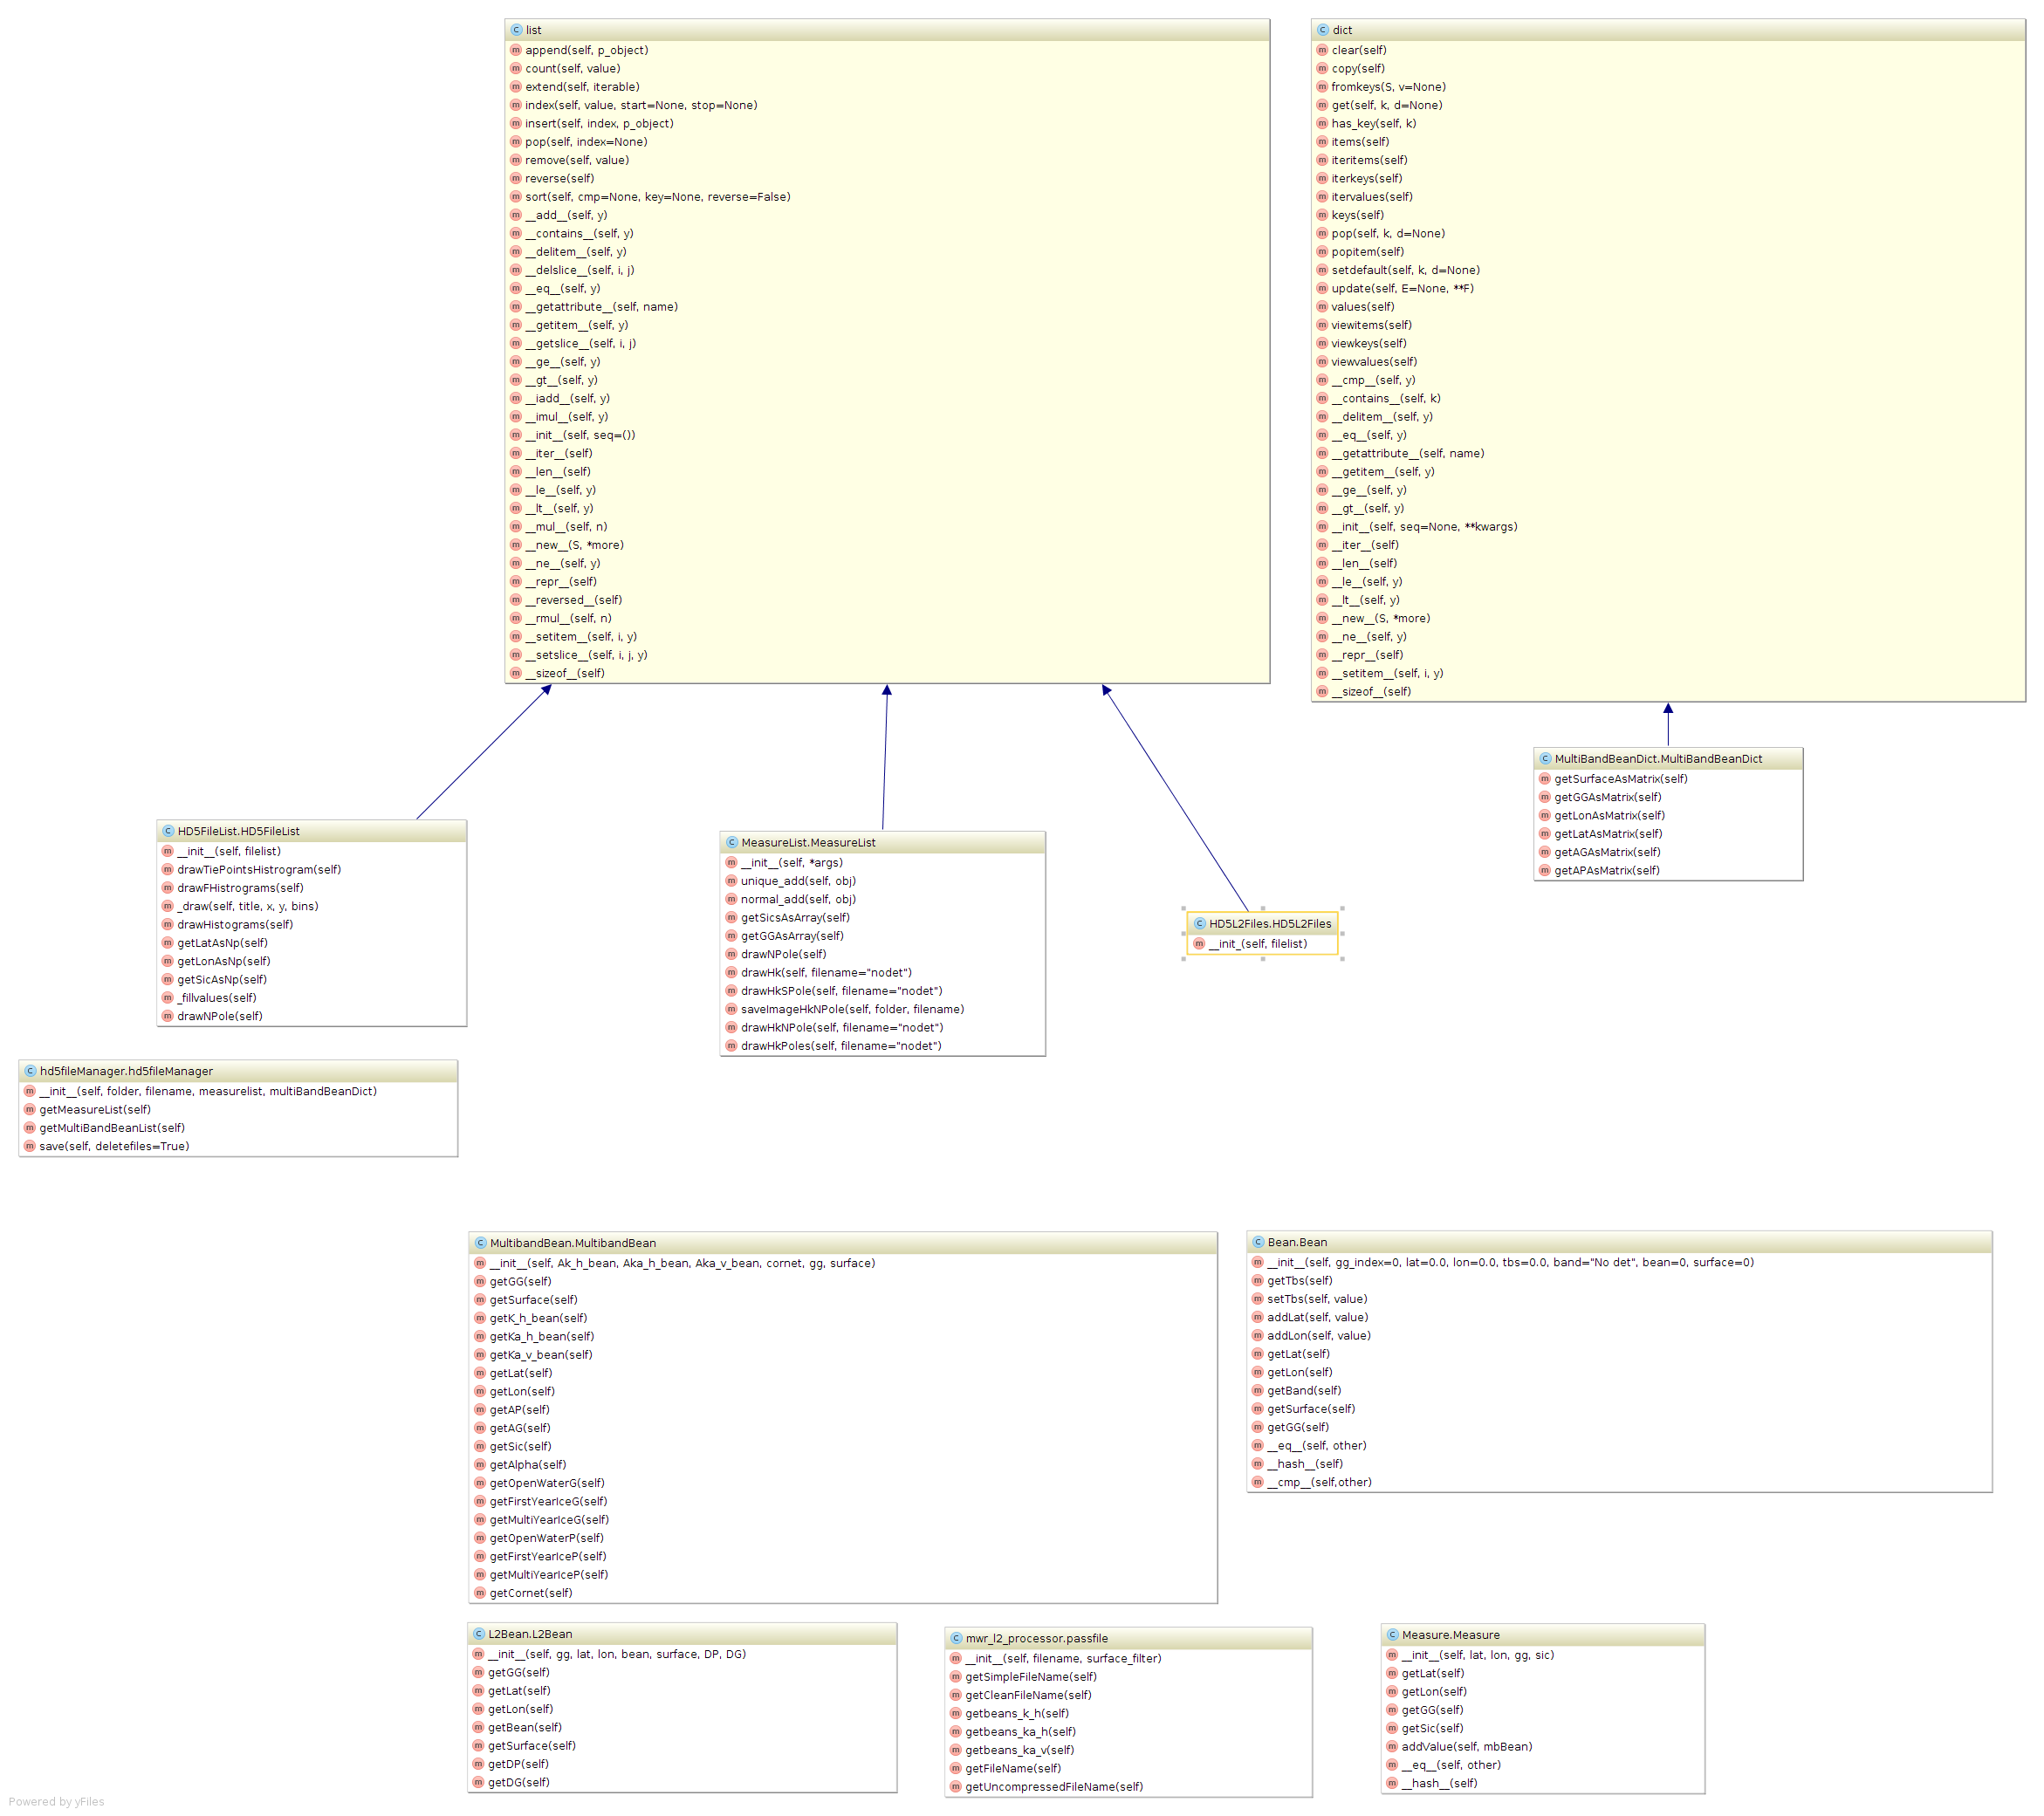 list
append(self, p_object)
count(self, value)
extend(self, iterable)
index(self, value, start=None, stop=None)
insert(self, index, p_object)
pop(self, index=None)
remove(self, value)
reverse(self)
sort(self, cmp=None, key=None, reverse=False)
__add__(self, y)
__contains__(self, y)
__delitem__(self, y)
__delslice__(self, i, j)
__eq__(self, y)
__getattribute__(self, name)
__getitem__(self, y)
__getslice__(self, i, j)
__ge__(self, y)
__gt__(self, y)
__iadd__(self, y)
__imul__(self, y)
__init__(self, seq=())
__iter__(self)
__len__(self)
__le__(self, y)
__lt__(self, y)
__mul__(self, n)
__new__(S, *more)
__ne__(self, y)
__repr__(self)
__reversed__(self)
__rmul__(self, n)
__setitem__(self, i, y)
__setslice__(self, i, j, y)
__sizeof__(self)
dict
clear(self)
copy(self)
fromkeys(S, v=None)
get(self, k, d=None)
has_key(self, k)
items(self)
iteritems(self)
iterkeys(self)
itervalues(self)
keys(self)
pop(self, k, d=None)
popitem(self)
setdefault(self, k, d=None)
update(self, E=None, **F)
values(self)
viewitems(self)
viewkeys(self)
viewvalues(self)
__cmp__(self, y)
__contains__(self, k)
__delitem__(self, y)
__eq__(self, y)
__getattribute__(self, name)
__getitem__(self, y)
__ge__(self, y)
__gt__(self, y)
__init__(self, seq=None, **kwargs)
__iter__(self)
__len__(self)
__le__(self, y)
__lt__(self, y)
__new__(S, *more)
__ne__(self, y)
__repr__(self)
__setitem__(self, i, y)
__sizeof__(self)
MultiBandBeanDict.MultiBandBeanDict
getSurfaceAsMatrix(self)
getGGAsMatrix(self)
getLonAsMatrix(self)
getLatAsMatrix(self)
getAGAsMatrix(self)
getAPAsMatrix(self)
HD5FileList.HD5FileList
__init__(self, filelist)
drawTiePointsHistrogram(self)
drawFHistrograms(self)
_draw(self, title, x, y, bins)
drawHistograms(self)
getLatAsNp(self)
getLonAsNp(self)
getSicAsNp(self)
_fillvalues(self)
drawNPole(self)
MeasureList.MeasureList
__init__(self, *args)
unique_add(self, obj)
normal_add(self, obj)
getSicsAsArray(self)
getGGAsArray(self)
drawNPole(self)
drawHk(self, filename="nodet")
drawHkSPole(self, filename="nodet")
saveImageHkNPole(self, folder, filename)
drawHkNPole(self, filename="nodet")
drawHkPoles(self, filename="nodet")
HD5L2Files.HD5L2Files
__init_(self, filelist)
hd5fileManager.hd5fileManager
__init__(self, folder, filename, measurelist, multiBandBeanDict)
getMeasureList(self)
getMultiBandBeanList(self)
save(self, deletefiles=True)
MultibandBean.MultibandBean
__init__(self, Ak_h_bean, Aka_h_bean, Aka_v_bean, cornet, gg, surface)
getGG(self)
getSurface(self)
getK_h_bean(self)
getKa_h_bean(self)
getKa_v_bean(self)
getLat(self)
getLon(self)
getAP(self)
getAG(self)
getSic(self)
getAlpha(self)
getOpenWaterG(self)
getFirstYearIceG(self)
getMultiYearIceG(self)
getOpenWaterP(self)
getFirstYearIceP(self)
getMultiYearIceP(self)
getCornet(self)
Bean.Bean
__init__(self, gg_index=0, lat=0.0, lon=0.0, tbs=0.0, band="No det", bean=0, surface=0)
getTbs(self)
setTbs(self, value)
addLat(self, value)
addLon(self, value)
getLat(self)
getLon(self)
getBand(self)
getSurface(self)
getGG(self)
__eq__(self, other)
__hash__(self)
__cmp__(self,other)
L2Bean.L2Bean
__init__(self, gg, lat, lon, bean, surface, DP, DG)
getGG(self)
getLat(self)
getLon(self)
getBean(self)
getSurface(self)
getDP(self)
getDG(self)
mwr_l2_processor.passfile
__init__(self, filename, surface_filter)
getSimpleFileName(self)
getCleanFileName(self)
getbeans_k_h(self)
getbeans_ka_h(self)
getbeans_ka_v(self)
getFileName(self)
getUncompressedFileName(self)
Measure.Measure
__init__(self, lat, lon, gg, sic)
getLat(self)
getLon(self)
getGG(self)
getSic(self)
addValue(self, mbBean)
__eq__(self, other)
__hash__(self)
Powered by yFiles